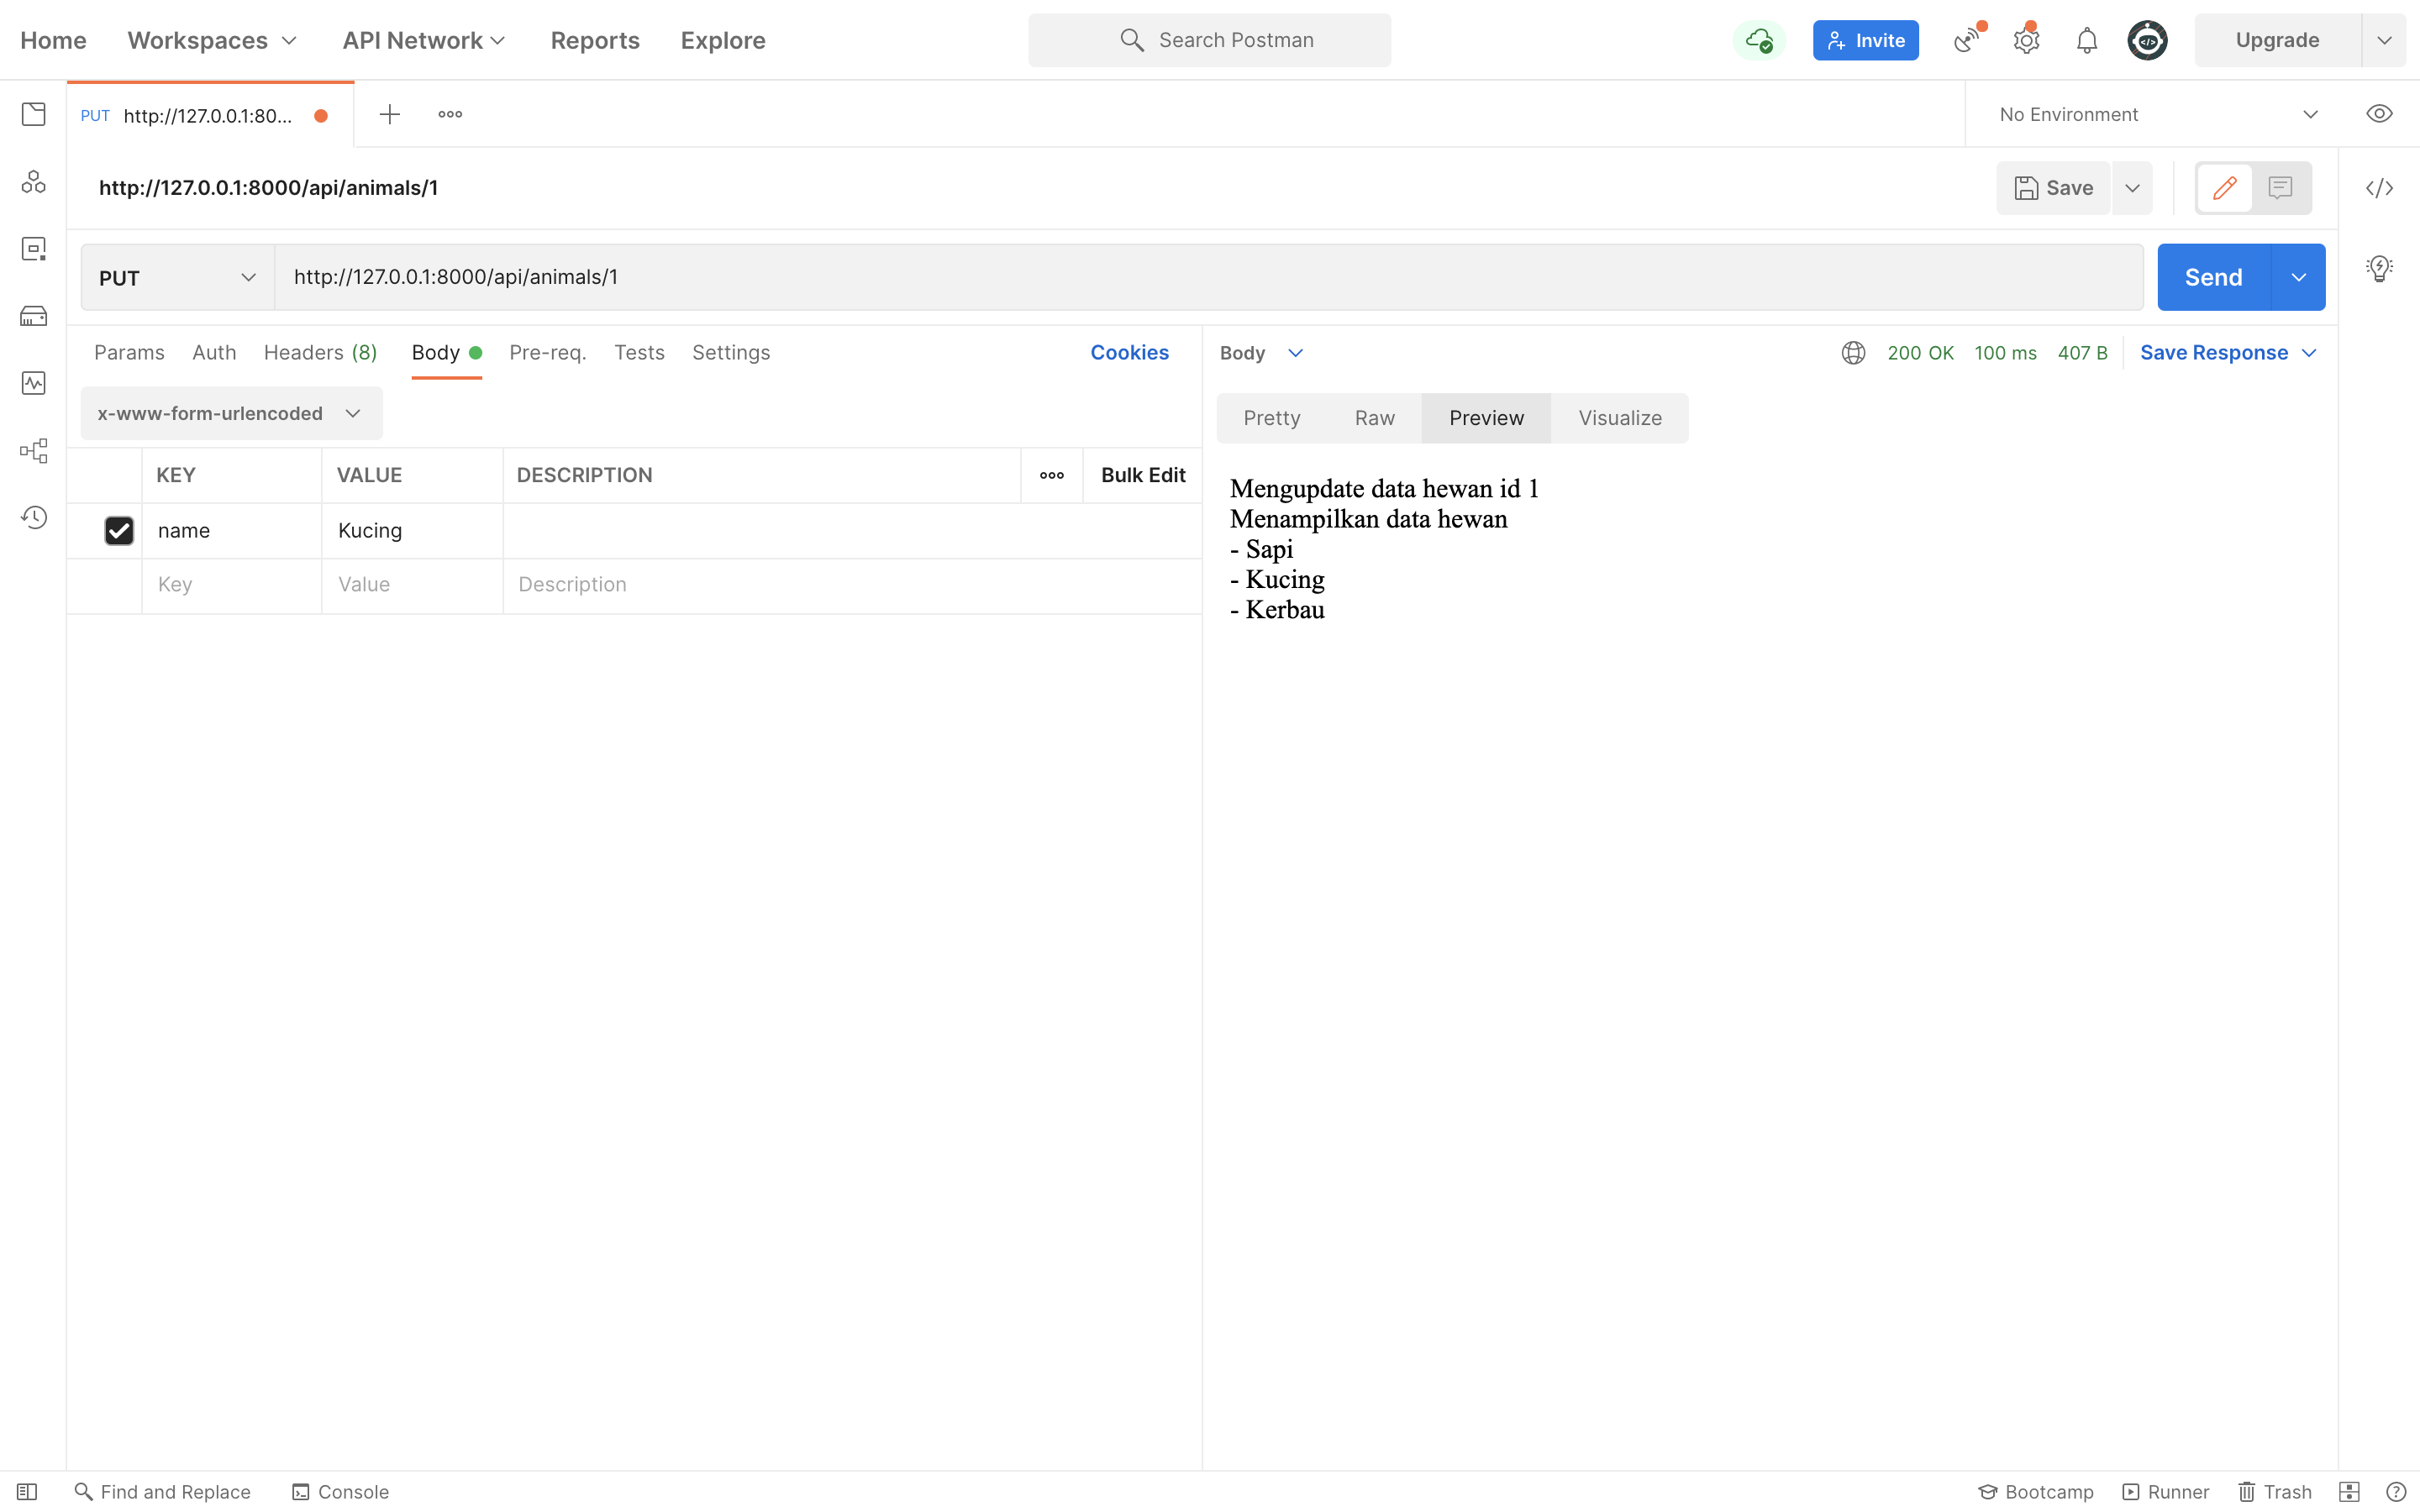 Home Workspaces API Network Reports Explore Search Postman Invite Upgrade
PUT http://127.0.0.1:80... No Environment
http://127.0.0.1:8000/api/animals/1 Save
PUT http://127.0.0.1:8000/api/animals/1 Send
Params Auth Headers (8) Body Pre-req. Tests Settings Cookies
Body 200 OK 100 ms 407 B Save Response
x-www-form-urlencoded
KEY VALUE DESCRIPTION Bulk Edit
name Kucing
Key Value Description
Pretty Raw Preview Visualize
Mengupdate data hewan id 1
Menampilkan data hewan
- Sapi
- Kucing
- Kerbau
Find and Replace Console Bootcamp Runner Trash